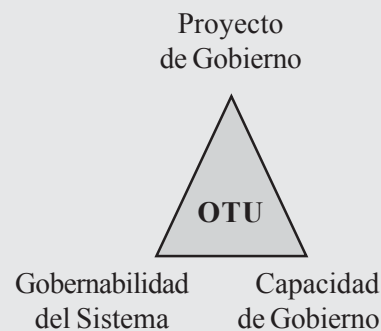 Proyecto
de Gobierno
OTU
Gobernabilidad
del Sistema
Capacidad
de Gobierno